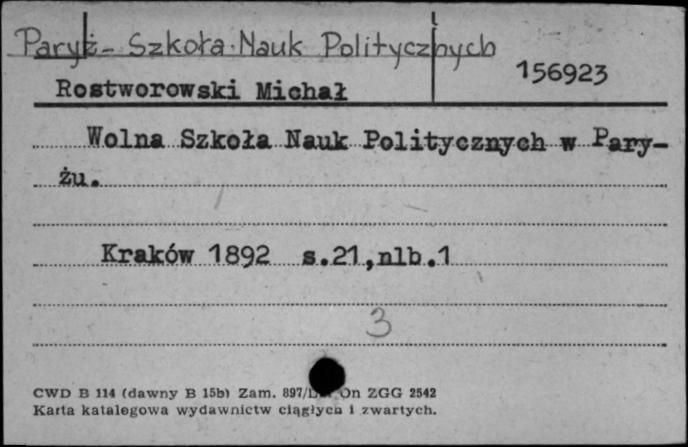 Paryż - Szkoła Nauk Politycznych
156923
Rostworowski Michał
Wolna Szkoła Nauk Politycznych w Pary-
żu.
Kraków 1892 s.21,nlb.1
3
CWD B 114 (dawny B 15b) Zam. 897/ On ZGG 2542
Karta katalogowa wydawnictw ciągłych i zwartych.